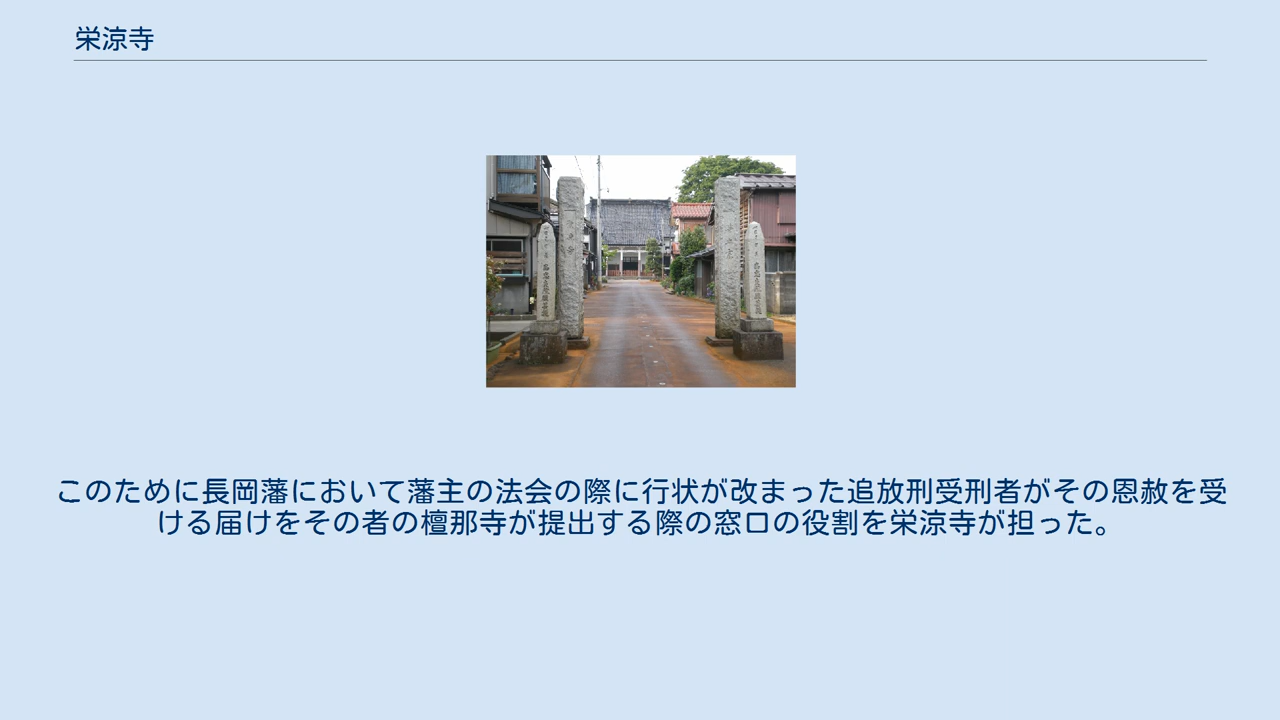 栄涼寺
このために長岡藩において藩主の法会の際に行状が改まった追放刑受刑者がその恩赦を受
ける届けをその者の檀那寺が提出する際の窓口の役割を栄涼寺が担った。